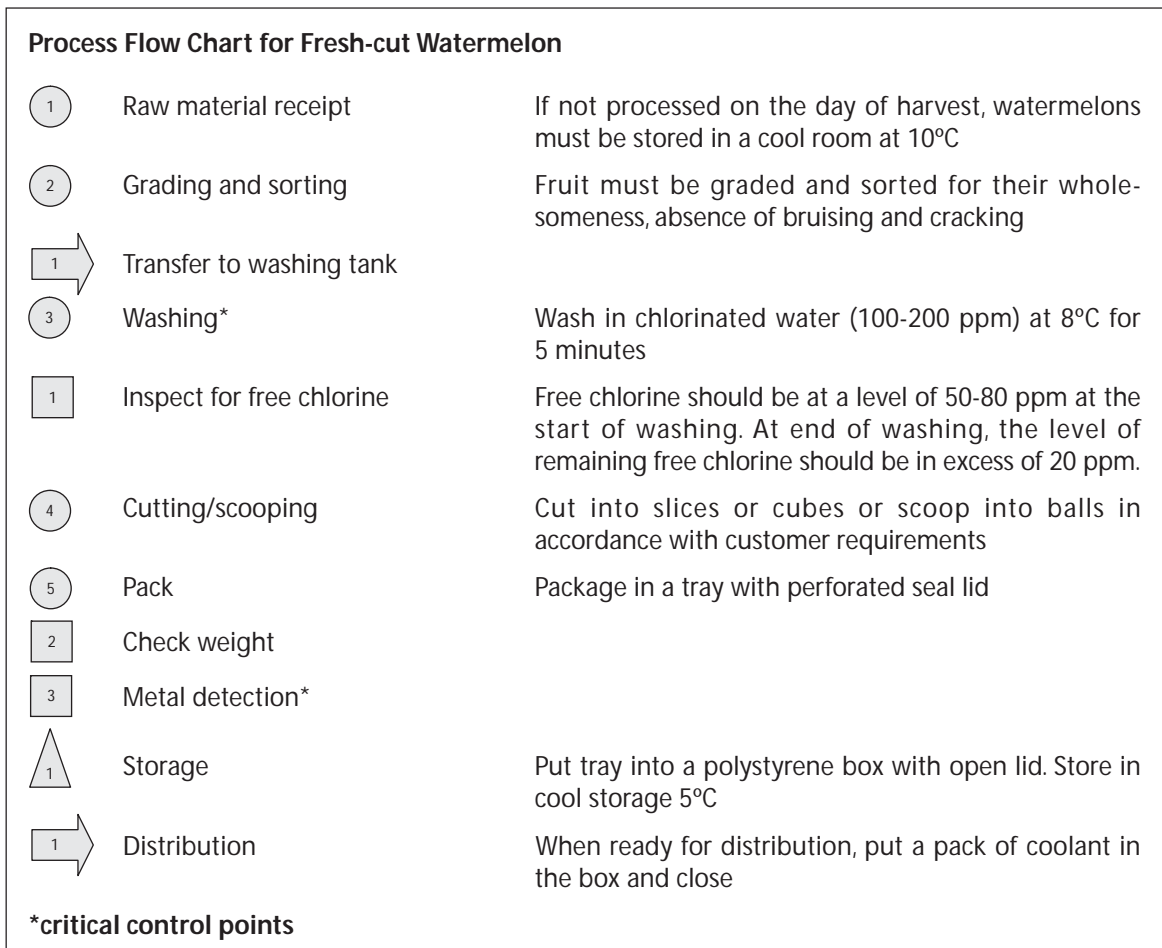 Process Flow Chart for Fresh-cut Watermelon
1 Raw material receipt If not processed on the day of harvest, watermelons
must be stored in a cool room at 10ºC
2 Grading and sorting Fruit must be graded and sorted for their whole-
someness, absence of bruising and cracking
1 Transfer to washing tank
3 Washing* Wash in chlorinated water (100-200 ppm) at 8ºC for
5 minutes
1 Inspect for free chlorine Free chlorine should be at a level of 50-80 ppm at the
start of washing. At end of washing, the level of
remaining free chlorine should be in excess of 20 ppm.
4 Cutting/scooping Cut into slices or cubes or scoop into balls in
accordance with customer requirements
5 Pack Package in a tray with perforated seal lid
2 Check weight
3 Metal detection*
1 Storage Put tray into a polystyrene box with open lid. Store in
cool storage 5ºC
1 Distribution When ready for distribution, put a pack of coolant in
the box and close
*critical control points